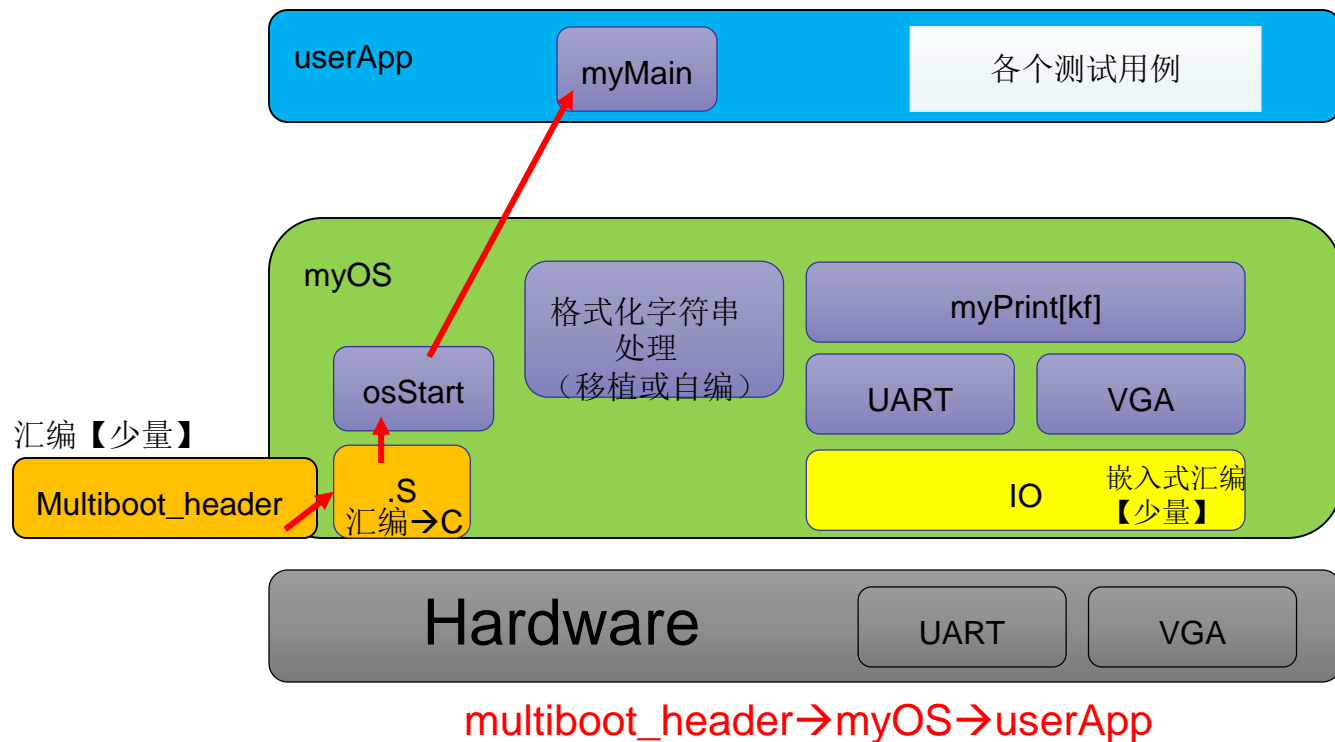 userApp
myMain
各个测试用例
myOS
格式化字符串
处理
（移植或自编）
myPrint[kf]
osStart
UART
VGA
汇编【少量】
Multiboot_header
.S
汇编→C
IO
嵌入式汇编
【少量】
Hardware
UART
VGA
multiboot_header→myOS→userApp